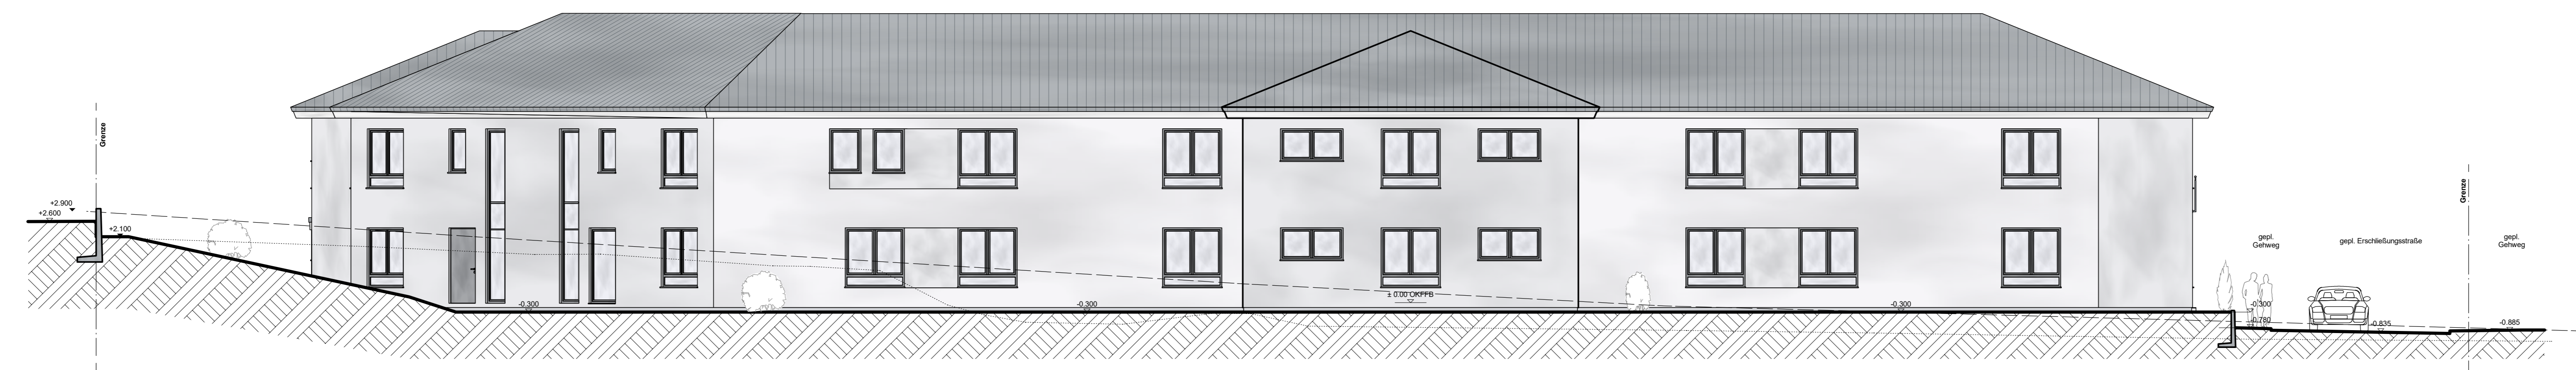 Grenze
+2.900
+2.600
+2.100
-0.300
-0.300
± 0.00 OKFFB
-0.300
gepl.
Gehweg
gepl. Erschließungsstraße
Grenze
gepl.
Gehweg
-0.300
-0.780
-0.835
-0.885